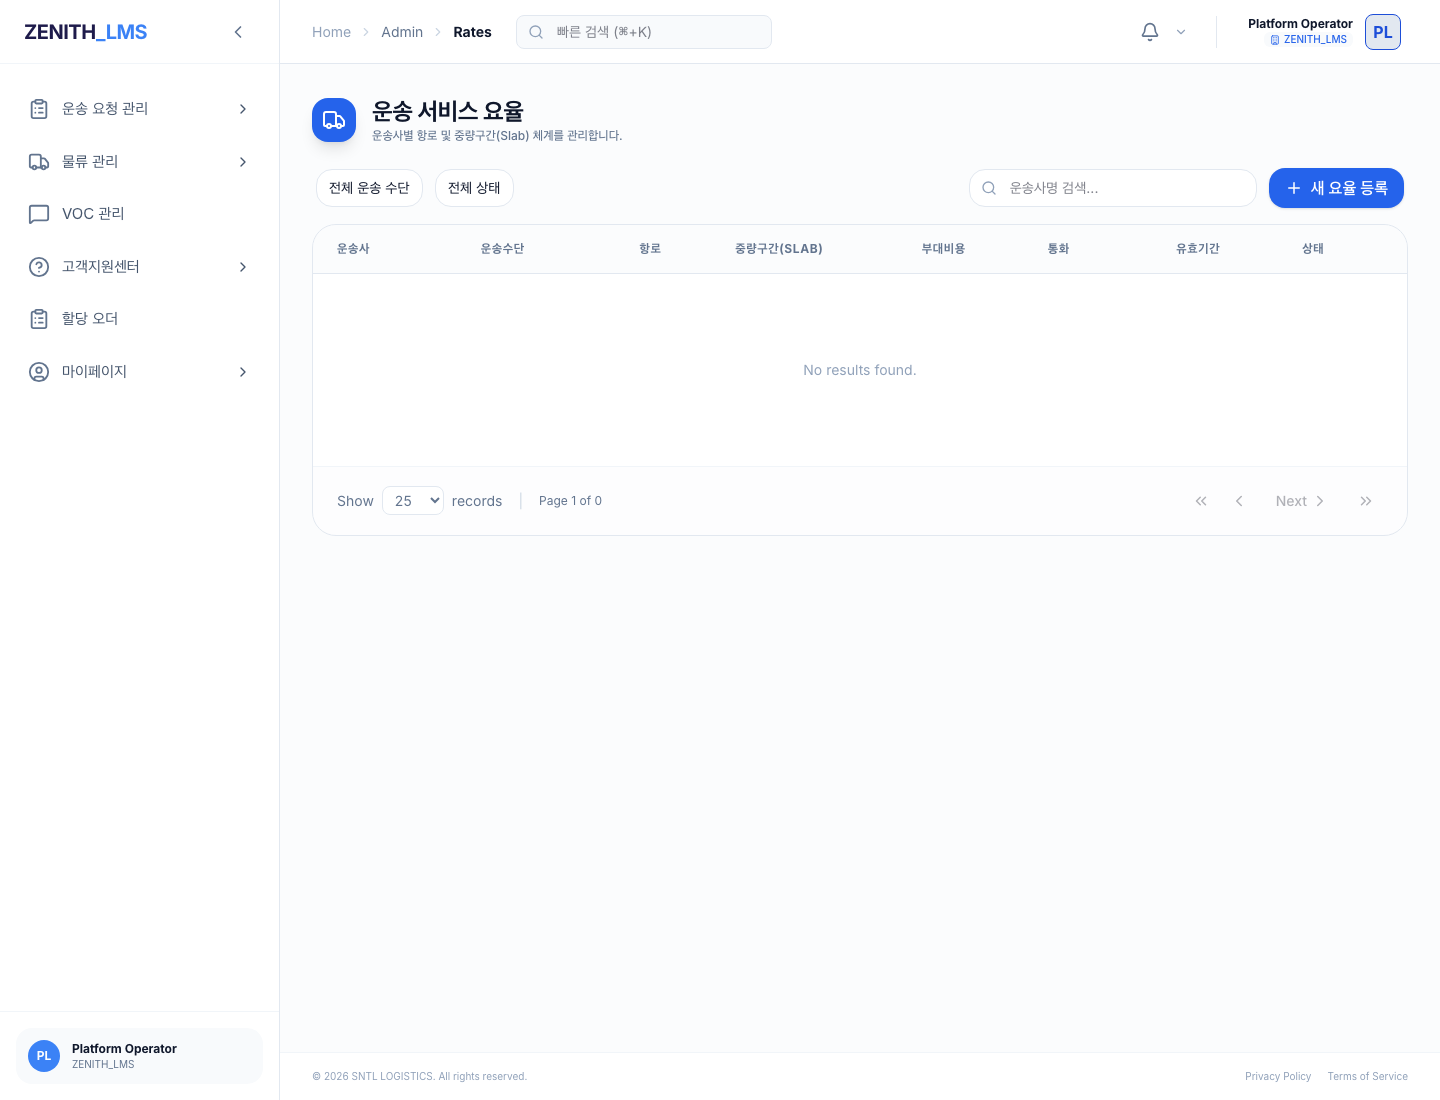 ZENITH_LMS
Home
Admin
Rates
빠른 검색 (⌘+K)
Platform Operator
ZENITH_LMS
PL
운송 요청 관리
물류 관리
VOC 관리
고객지원센터
할당 오더
마이페이지
운송 서비스 요율
운송사별 항로 및 중량구간(Slab) 체계를 관리합니다.
전체 운송 수단
전체 상태
운송사명 검색...
새 요율 등록
운송사 운송수단 항로 중량구간(SLAB) 부대비용 통화 유효기간 상태
No results found.
Show 25 records | Page 1 of 0
Next
PL
Platform Operator
ZENITH_LMS
© 2026 SNTL LOGISTICS. All rights reserved.
Privacy Policy
Terms of Service